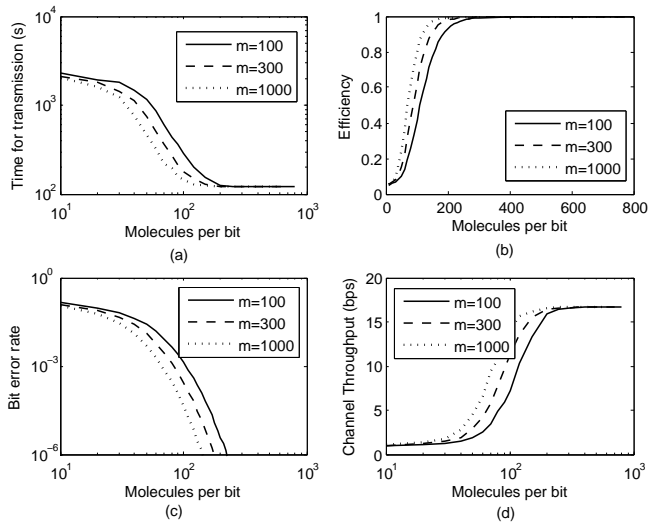 Time for transmission (s)
10^4
10^3
10^2
m=100
m=300
m=1000
10^1
10^2
10^3
Molecules per bit
(a)
Efficiency
1
0.8
0.6
0.4
0.2
0
m=100
m=300
m=1000
0
200
400
600
800
Molecules per bit
(b)
Bit error rate
10^0
10^-3
10^-6
m=100
m=300
m=1000
10^1
10^2
10^3
Molecules per bit
(c)
Channel Throughput (bps)
20
15
10
5
0
m=100
m=300
m=1000
10^1
10^2
10^3
Molecules per bit
(d)